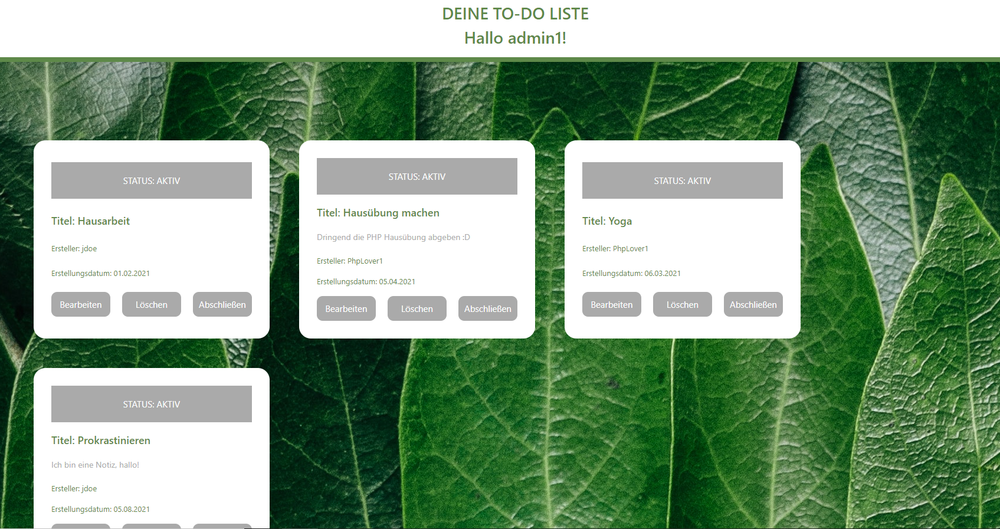 DEINE TO-DO LISTE
Hallo admin1!
STATUS: AKTIV
Titel: Hausarbeit
Ersteller: jdoe
Erstellungsdatum: 01.02.2021
Bearbeiten Löschen Abschließen
STATUS: AKTIV
Titel: Hausübung machen
Dringend die PHP Hausübung abgeben :D
Ersteller: PhpLover1
Erstellungsdatum: 05.04.2021
Bearbeiten Löschen Abschließen
STATUS: AKTIV
Titel: Yoga
Ersteller: PhpLover1
Erstellungsdatum: 06.03.2021
Bearbeiten Löschen Abschließen
STATUS: AKTIV
Titel: Prokrastinieren
Ich bin eine Notiz, hallo!
Ersteller: jdoe
Erstellungsdatum: 05.08.2021